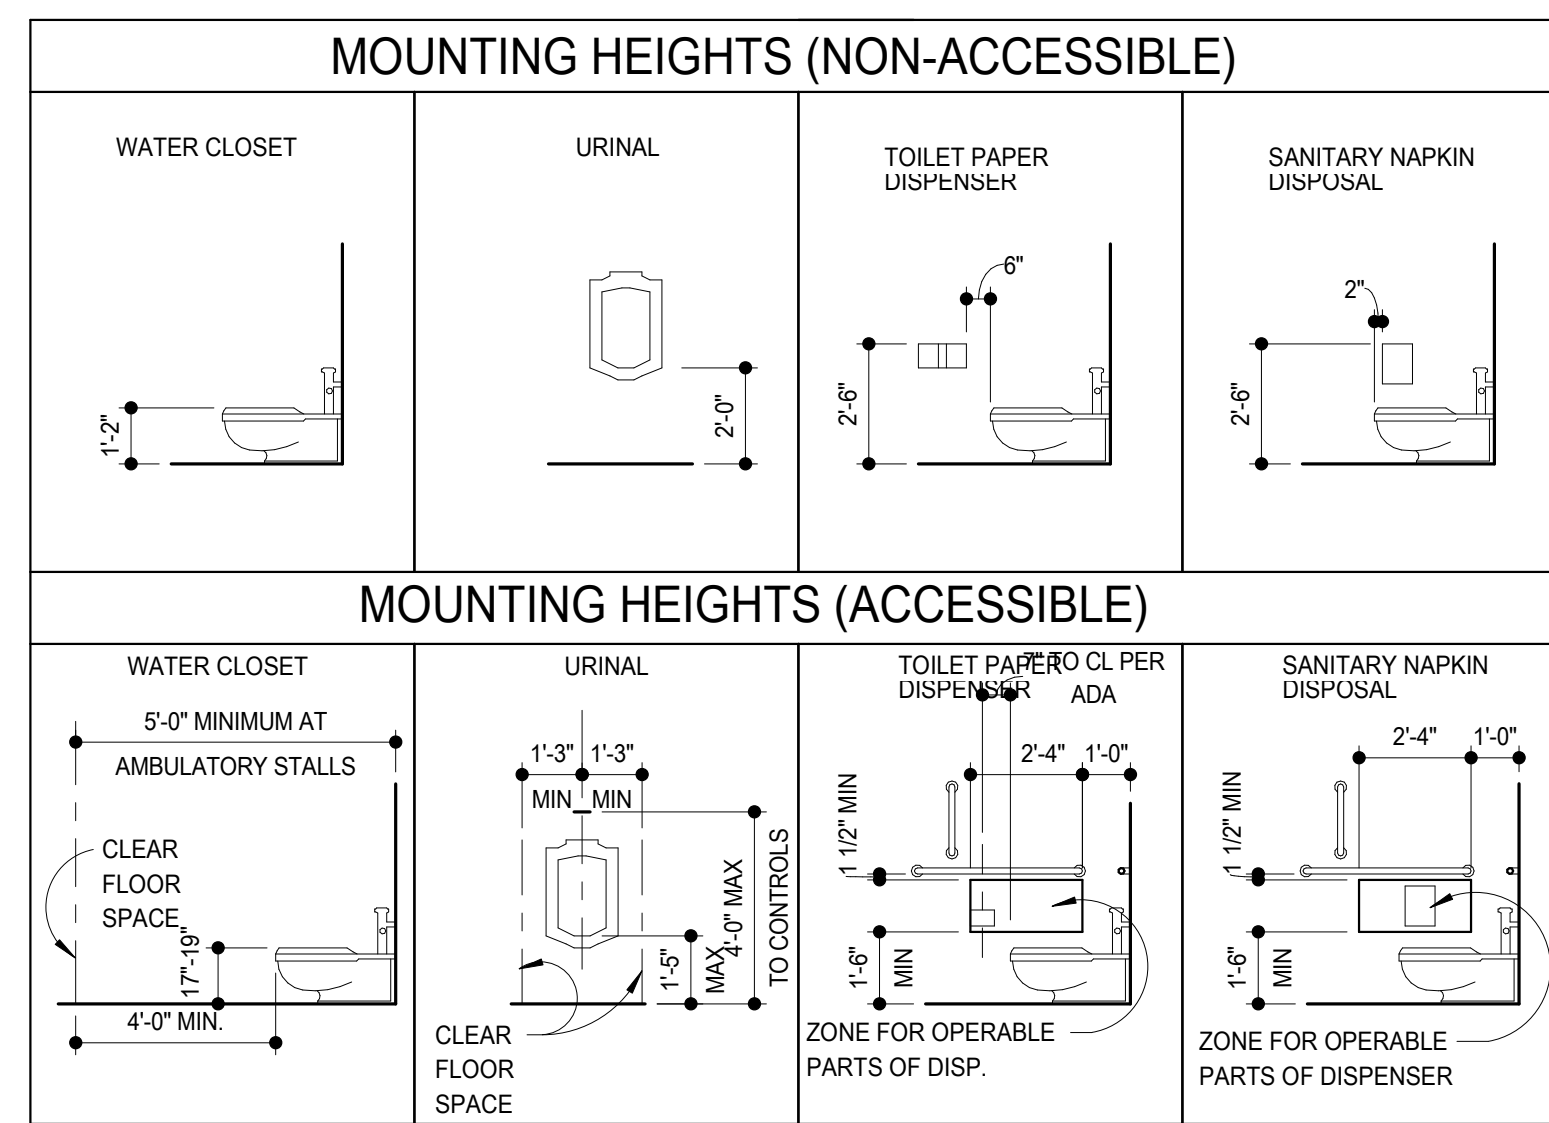 MOUNTING HEIGHTS (NON-ACCESSIBLE)
WATER CLOSET
1'-2"
URINAL
2'-0"
TOILET PAPER
DISPENSER
6"
2'-6"
SANITARY NAPKIN
DISPOSAL
2"
2'-6"
MOUNTING HEIGHTS (ACCESSIBLE)
WATER CLOSET
5'-0" MINIMUM AT
AMBULATORY STALLS
CLEAR
FLOOR
SPACE
17"-19"
4'-0" MIN.
URINAL
1'-3" 1'-3"
MIN MIN
4'-0" MAX
TO CONTROLS
1'-5"
MAX
CLEAR
FLOOR
SPACE
TOILET PAPER
DISPENSER
7" TO CL PER
ADA
2'-4" 1'-0"
1 1/2" MIN
1'-6"
MIN
ZONE FOR OPERABLE
PARTS OF DISP.
SANITARY NAPKIN
DISPOSAL
2'-4" 1'-0"
1 1/2" MIN
1'-6"
MIN
ZONE FOR OPERABLE
PARTS OF DISPENSER